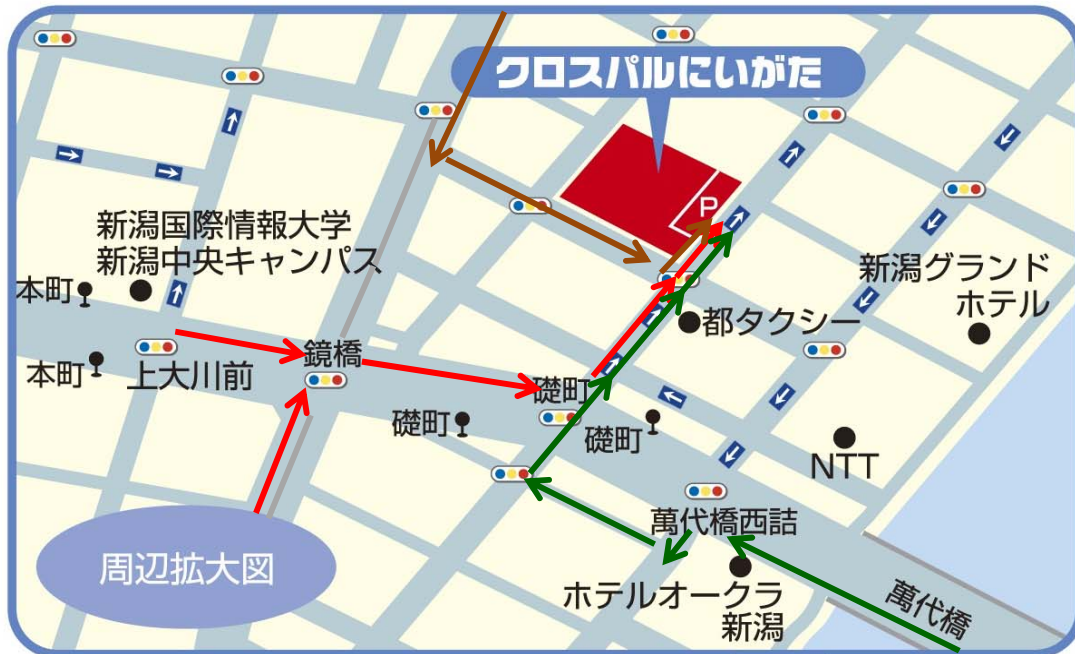 クロスパルにいがた
P
新潟国際情報大学
新潟中央キャンパス
新潟グランド
ホテル
本町
都タクシー
本町
上大川前
鏡橋
礎町
礎町
礎町
NTT
萬代橋西詰
周辺拡大図
ホテルオークラ
新潟
萬代橋